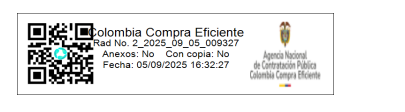 Colombia Compra Eficiente
Rad No. 2_2025_09_05_009327
Anexos: No Con copia: No
Fecha: 05/09/2025 16:32:27
Agencia Nacional
de Contratación Pública
Colombia Compra Eficiente